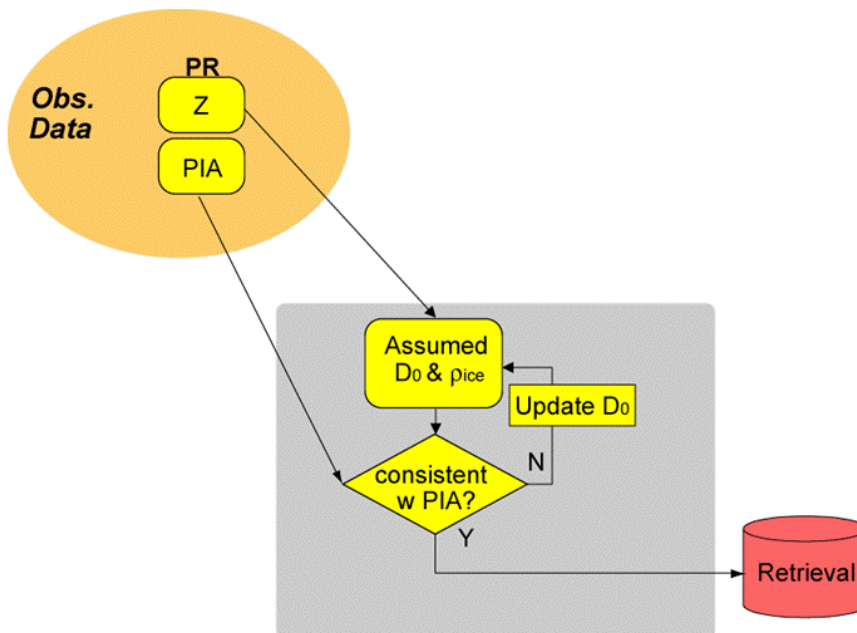 PR
Obs.
Data
Z
PIA
Assumed
D₀ & ρice
Update D₀
consistent
w PIA?
N
Y
Retrieval